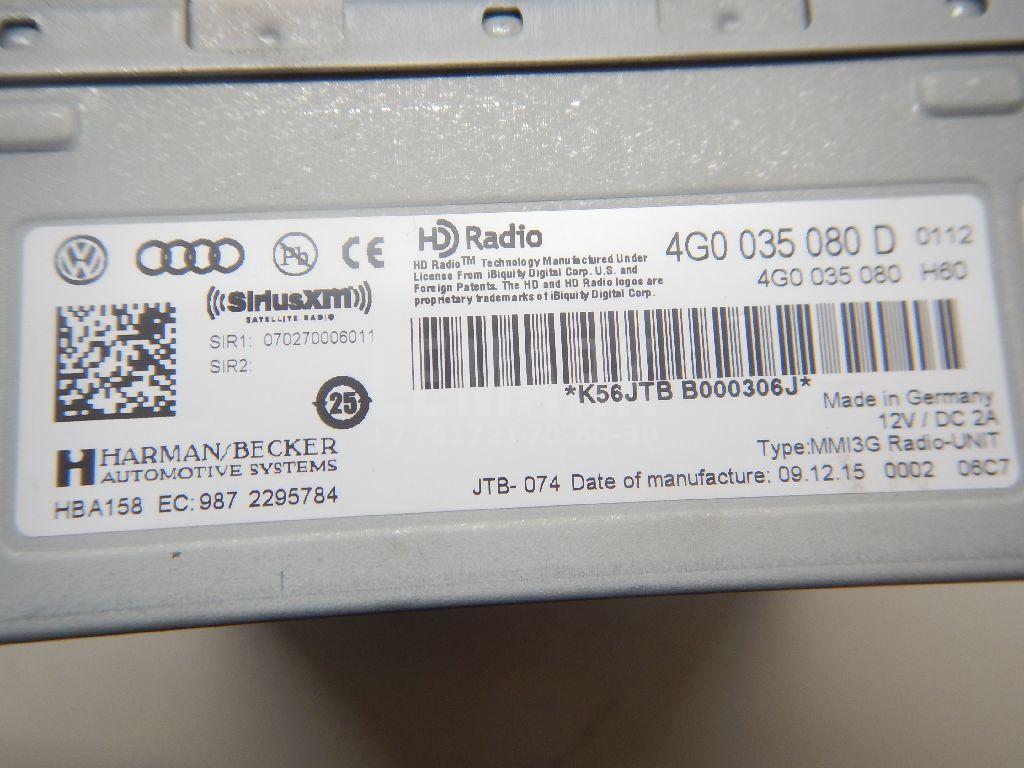 HD Radio
HD Radio™ Technology Manufactured Under
License From iBiquity Digital Corp. U.S. and
Foreign Patents. The HD and HD Radio logos are
proprietary trademarks of iBiquity Digital Corp.
4G0 035 080 D 0112
4G0 035 080 H60
Pb
CE
SiriusXM
SATELLITE RADIO
SIR1: 070270006011
SIR2:
25
*K56JTB B000306J*
Made in Germany
12V / DC 2A
Type:MMI3G Radio-UNIT
HARMAN/BECKER
AUTOMOTIVE SYSTEMS
HBA158 EC: 987 2295784
JTB- 074 Date of manufacture: 09.12.15 0002 06C7